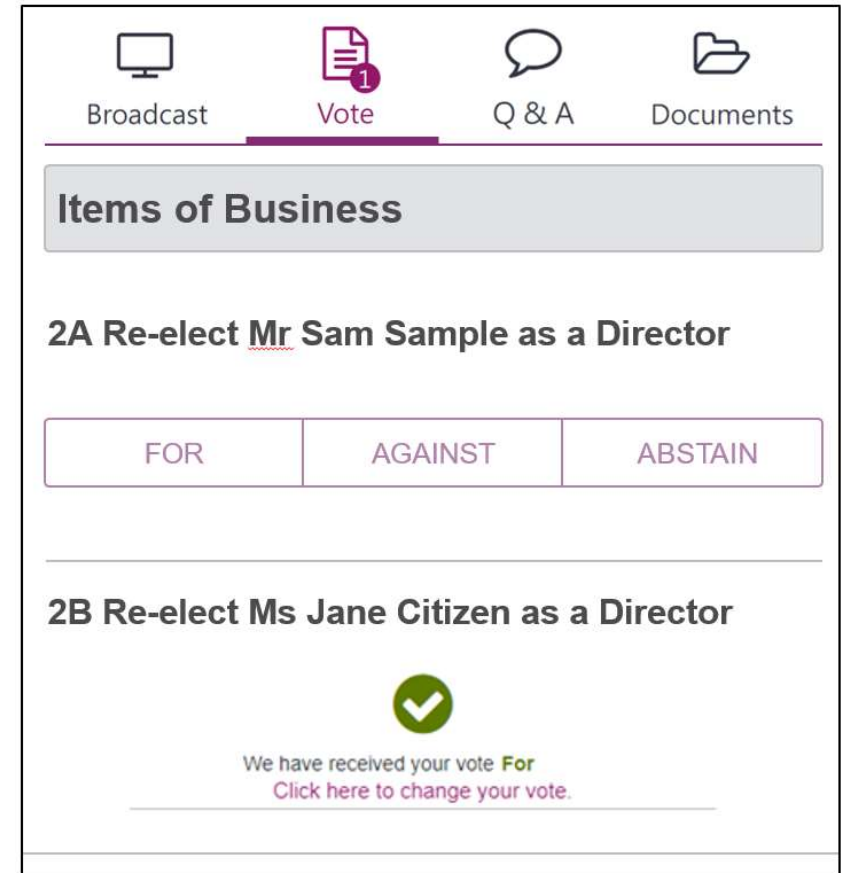 1
Broadcast Vote Q & A Documents
Items of Business
2A Re-elect Mr Sam Sample as a Director
FOR AGAINST ABSTAIN
2B Re-elect Ms Jane Citizen as a Director
We have received your vote For
Click here to change your vote.